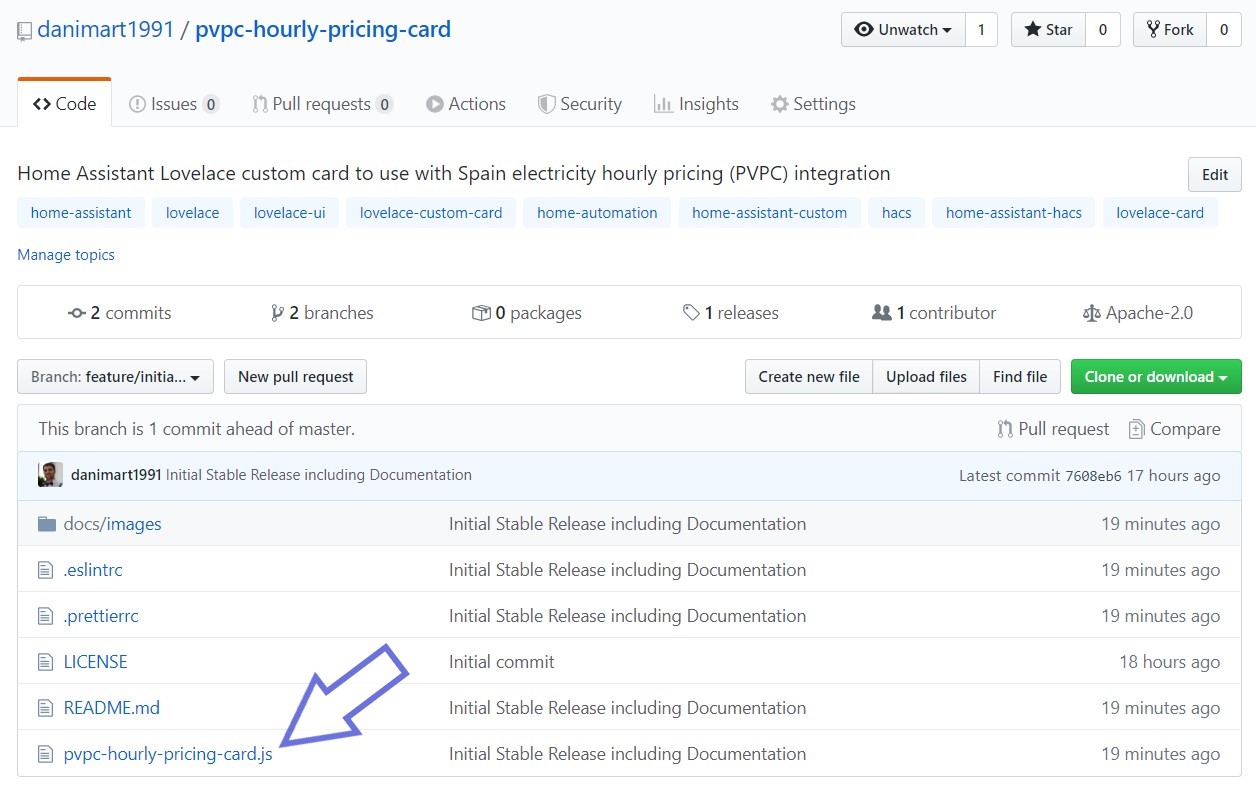 danimart1991 / pvpc-hourly-pricing-card
Unwatch 1 Star 0 Fork 0
Code Issues 0 Pull requests 0 Actions Security Insights Settings
Home Assistant Lovelace custom card to use with Spain electricity hourly pricing (PVPC) integration
Edit
home-assistant lovelace lovelace-ui lovelace-custom-card home-automation home-assistant-custom hacs home-assistant-hacs lovelace-card
Manage topics
2 commits 2 branches 0 packages 1 releases 1 contributor Apache-2.0
Branch: feature/initia... New pull request Create new file Upload files Find file Clone or download
This branch is 1 commit ahead of master. Pull request Compare
danimart1991 Initial Stable Release including Documentation Latest commit 7608eb6 17 hours ago
docs/images Initial Stable Release including Documentation 19 minutes ago
.eslintrc Initial Stable Release including Documentation 19 minutes ago
.prettierrc Initial Stable Release including Documentation 19 minutes ago
LICENSE Initial commit 18 hours ago
README.md Initial Stable Release including Documentation 19 minutes ago
pvpc-hourly-pricing-card.js Initial Stable Release including Documentation 19 minutes ago